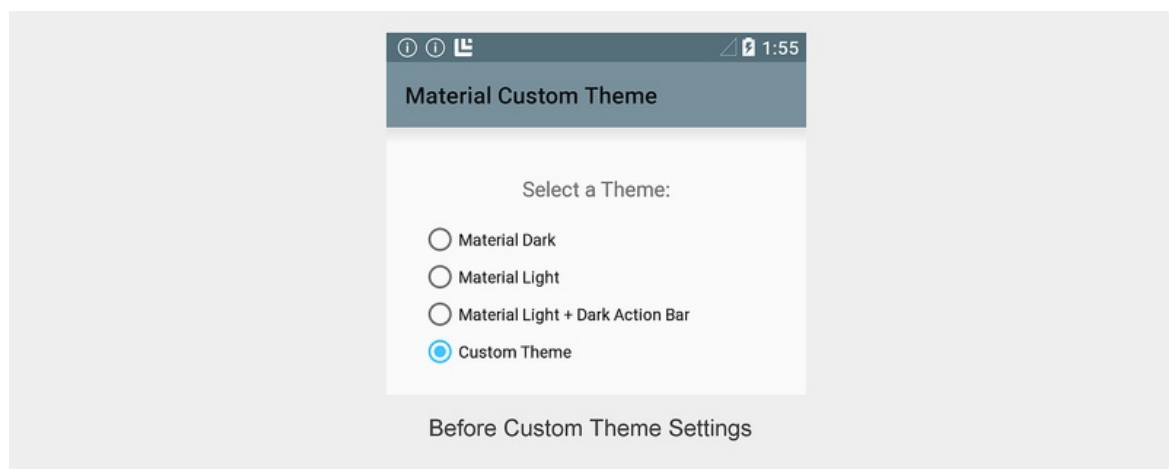 1:55
Material Custom Theme
Select a Theme:
Material Dark
Material Light
Material Light + Dark Action Bar
Custom Theme
Before Custom Theme Settings